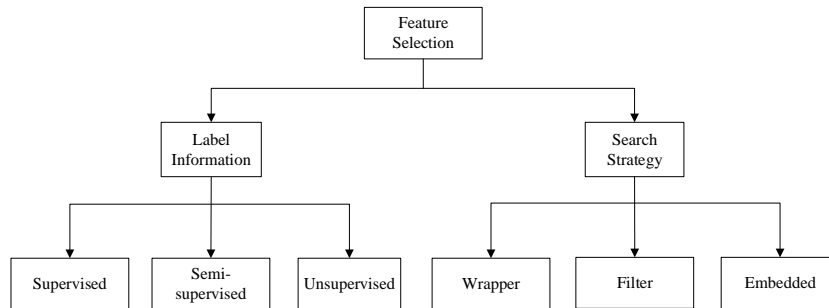 Feature
Selection
Label
Information
Search
Strategy
Supervised
Semi-
supervised
Unsupervised
Wrapper
Filter
Embedded